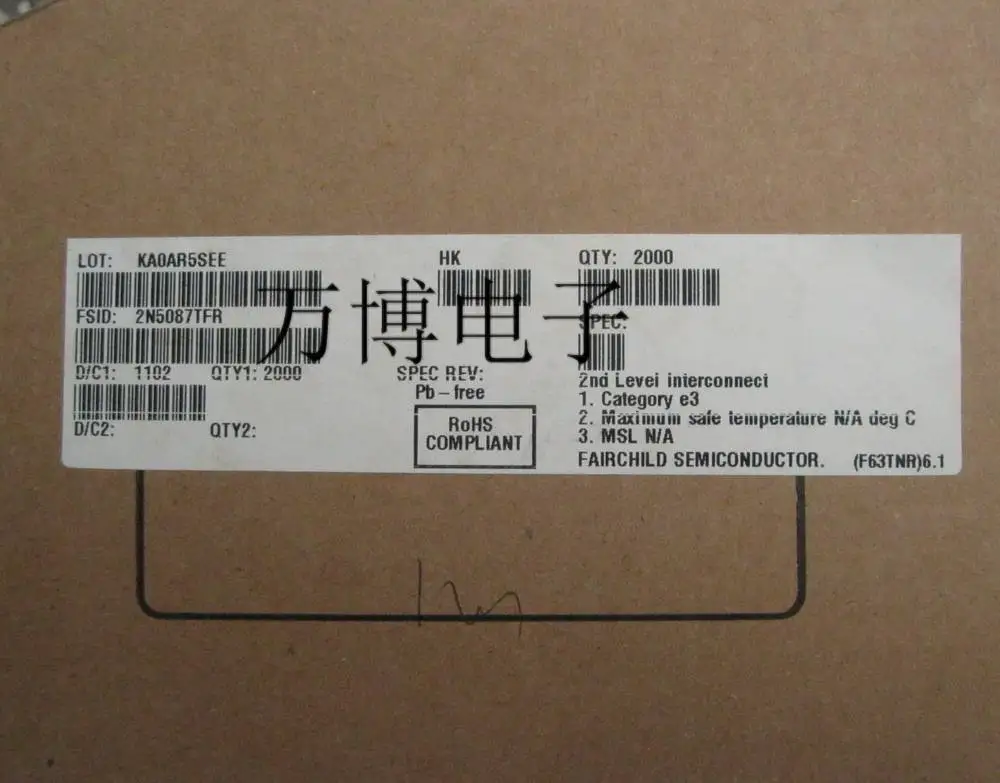 LOT: KA0AR5SEE HK QTY: 2000
万博电子
FSID: 2N5087TFR SPEC:
D/C1: 1102 QTY1: 2000 SPEC REV:
Pb-free
2nd Level interconnect
1. Category e3
2. Maximum safe temperature N/A deg C
3. MSL N/A
D/C2: QTY2:
RoHS
COMPLIANT
FAIRCHILD SEMICONDUCTOR. (F63TNR)6.1